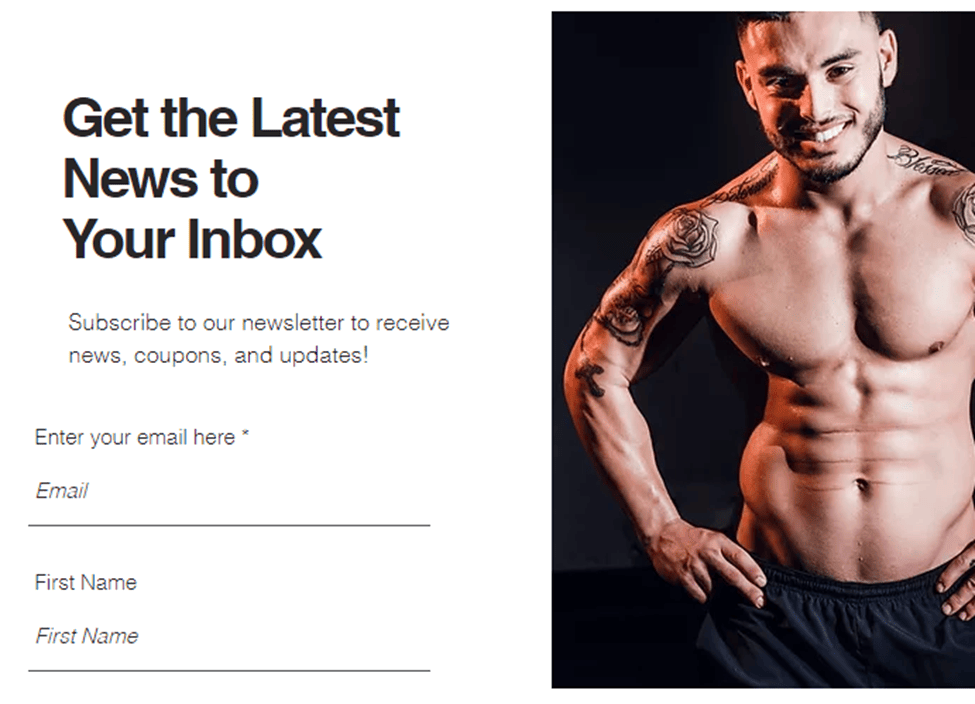 Get the Latest
News to
Your Inbox
Subscribe to our newsletter to receive
news, coupons, and updates!
Enter your email here *
Email
First Name
First Name
Blessed